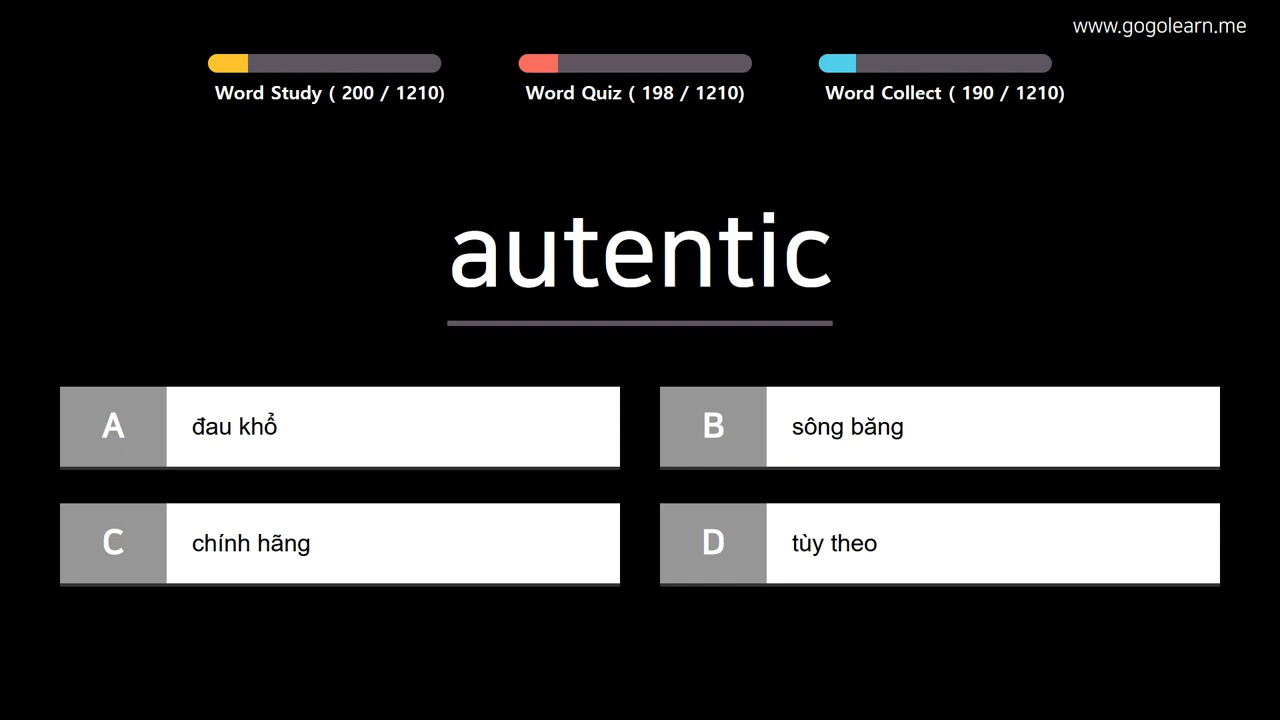 www.gogolearn.me
Word Study ( 200 / 1210)
Word Quiz ( 198 / 1210)
Word Collect ( 190 / 1210)
autentic
A
đau khổ
B
sông băng
C
chính hãng
D
tùy theo